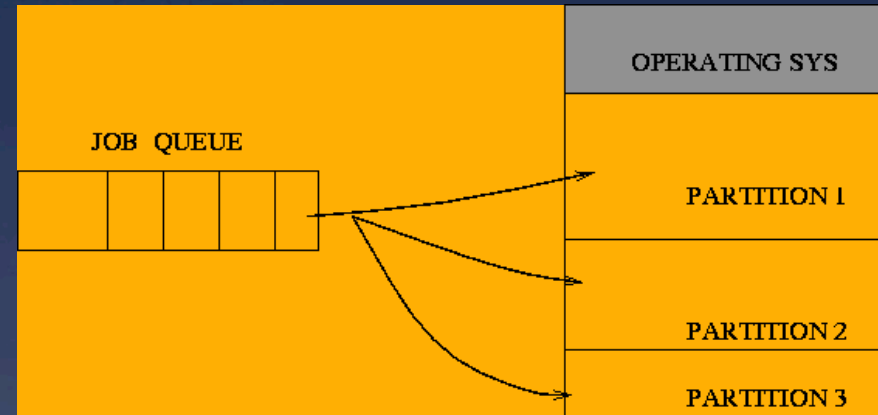 OPERATING SYS
JOB QUEUE
PARTITION 1
PARTITION 2
PARTITION 3